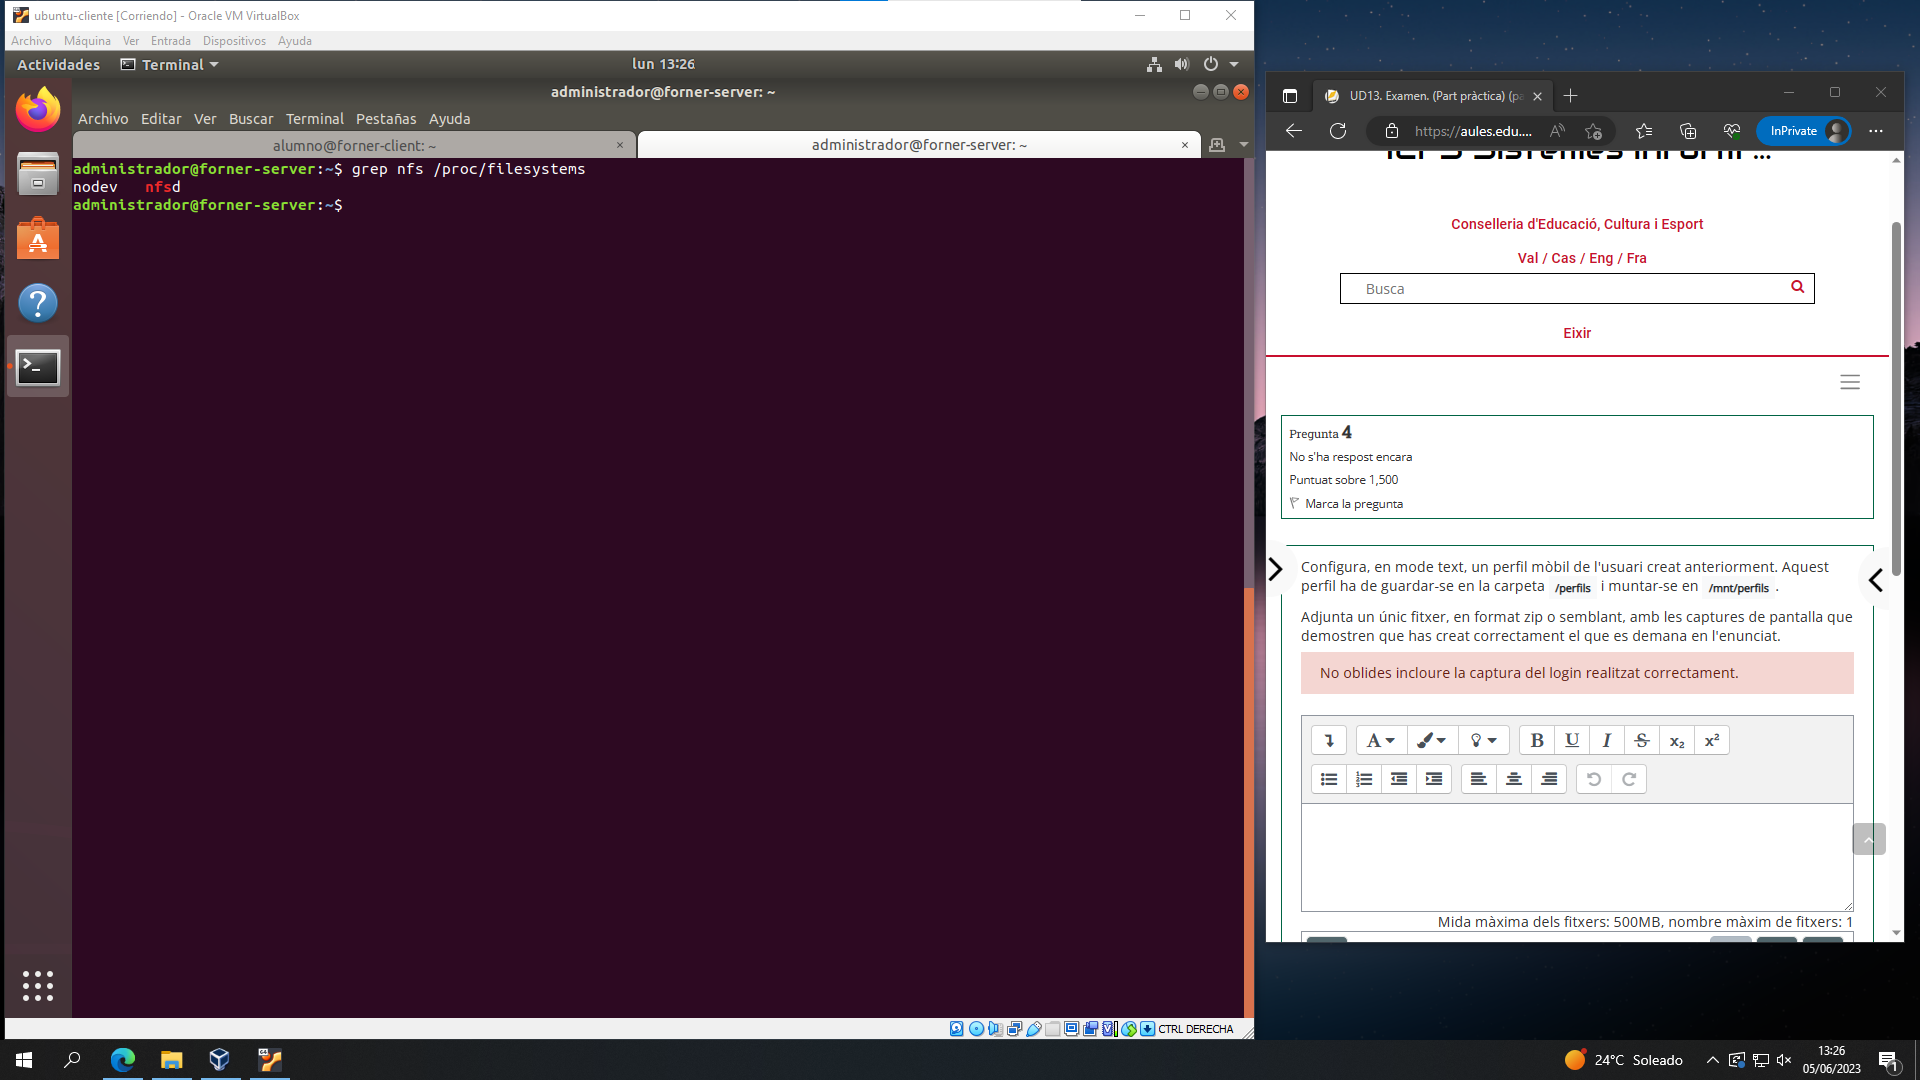 ubuntu-cliente [Corriendo] - Oracle VM VirtualBox
Archivo Máquina Ver Entrada Dispositivos Ayuda
Actividades Terminal lun 13:26
administrador@forner-server: ~
Archivo Editar Ver Buscar Terminal Pestañas Ayuda
alumno@forner-client: ~ × administrador@forner-server: ~ ×
administrador@forner-server:~$ grep nfs /proc/filesystems
nodev nfsd
administrador@forner-server:~$
CTRL DERECHA
UD13. Examen. (Part pràctica) (pa
https://aules.edu.... InPrivate
Conselleria d'Educació, Cultura i Esport
Val / Cas / Eng / Fra
Busca
Eixir
Pregunta 4
No s'ha respost encara
Puntuat sobre 1,500
Marca la pregunta
Configura, en mode text, un perfil mòbil de l'usuari creat anteriorment. Aquest
perfil ha de guardar-se en la carpeta /perfils i muntar-se en /mnt/perfils .
Adjunta un únic fitxer, en format zip o semblant, amb les captures de pantalla que
demostren que has creat correctament el que es demana en l'enunciat.
No oblides incloure la captura del login realitzat correctament.
A B U I S x₂ x²
Mida màxima dels fitxers: 500MB, nombre màxim de fitxers: 1
24°C Soleado
13:26
05/06/2023
1